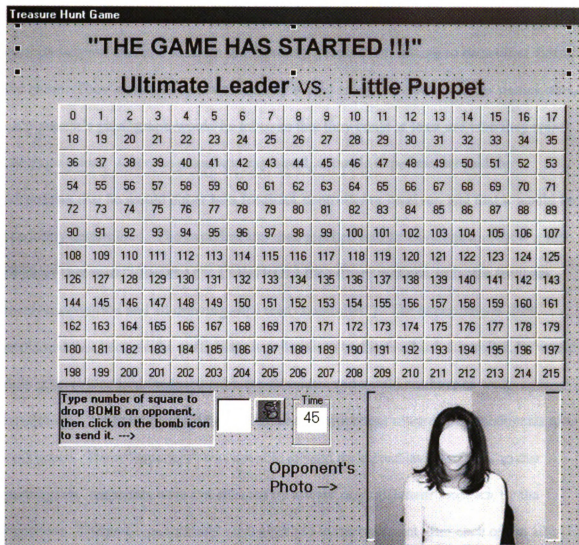 Treasure Hunt Game
"THE GAME HAS STARTED !!!"
Ultimate Leader vs. Little Puppet
0 1 2 3 4 5 6 7 8 9 10 11 12 13 14 15 16 17
18 19 20 21 22 23 24 25 26 27 28 29 30 31 32 33 34 35
36 37 38 39 40 41 42 43 44 45 46 47 48 49 50 51 52 53
54 55 56 57 58 59 60 61 62 63 64 65 66 67 68 69 70 71
72 73 74 75 76 77 78 79 80 81 82 83 84 85 86 87 88 89
90 91 92 93 94 95 96 97 98 99 100 101 102 103 104 105 106 107
108 109 110 111 112 113 114 115 116 117 118 119 120 121 122 123 124 125
126 127 128 129 130 131 132 133 134 135 136 137 138 139 140 141 142 143
144 145 146 147 148 149 150 151 152 153 154 155 156 157 158 159 160 161
162 163 164 165 166 167 168 169 170 171 172 173 174 175 176 177 178 179
180 181 182 183 184 185 186 187 188 189 190 191 192 193 194 195 196 197
198 199 200 201 202 203 204 205 206 207 208 209 210 211 212 213 214 215
Type number of square to
drop BOMB on opponent,
then click on the bomb icon
to send it. --->
Time
45
Opponent's
Photo -->